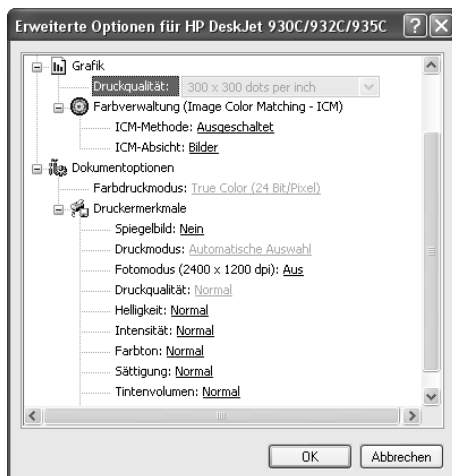 Erweiterte Optionen für HP DeskJet 930C/932C/935C
Grafik
Druckqualität: 300 x 300 dots per inch
Farbverwaltung (Image Color Matching - ICM)
ICM-Methode: Ausgeschaltet
ICM-Absicht: Bilder
Dokumentoptionen
Farbdruckmodus: True Color (24 Bit/Pixel)
Druckermerkmale
Spiegelbild: Nein
Druckmodus: Automatische Auswahl
Fotomodus (2400 x 1200 dpi): Aus
Druckqualität: Normal
Helligkeit: Normal
Intensität: Normal
Farbton: Normal
Sättigung: Normal
Tintenvolumen: Normal
OK Abbrechen